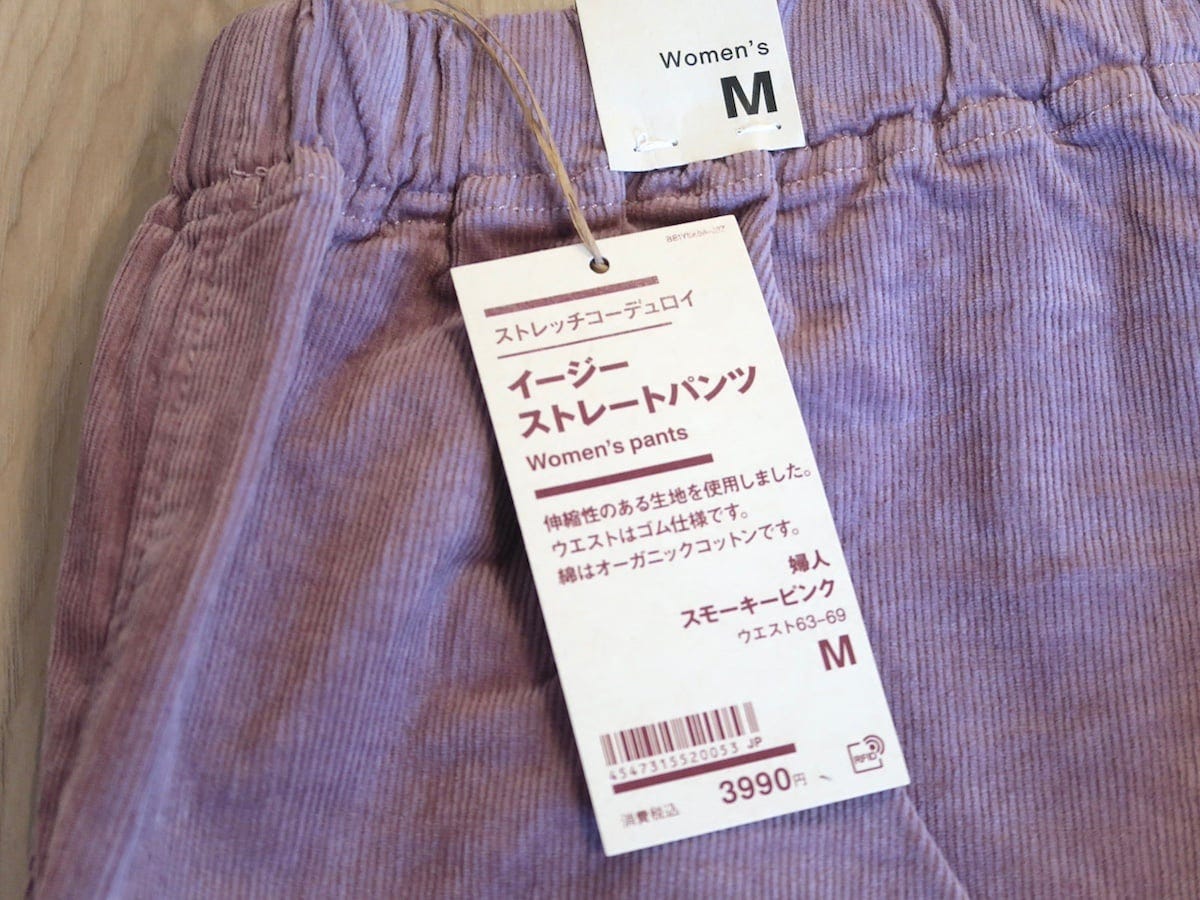 Women's
M
ストレッチコーデュロイ
イージー
ストレートパンツ
Women's pants
伸縮性のある生地を使用しました。
ウエストはゴム仕様です。
綿はオーガニックコットンです。
婦人
スモーキーピンク
ウエスト63-69
M
4547315520053 JP
3990円
消費税込
RFID